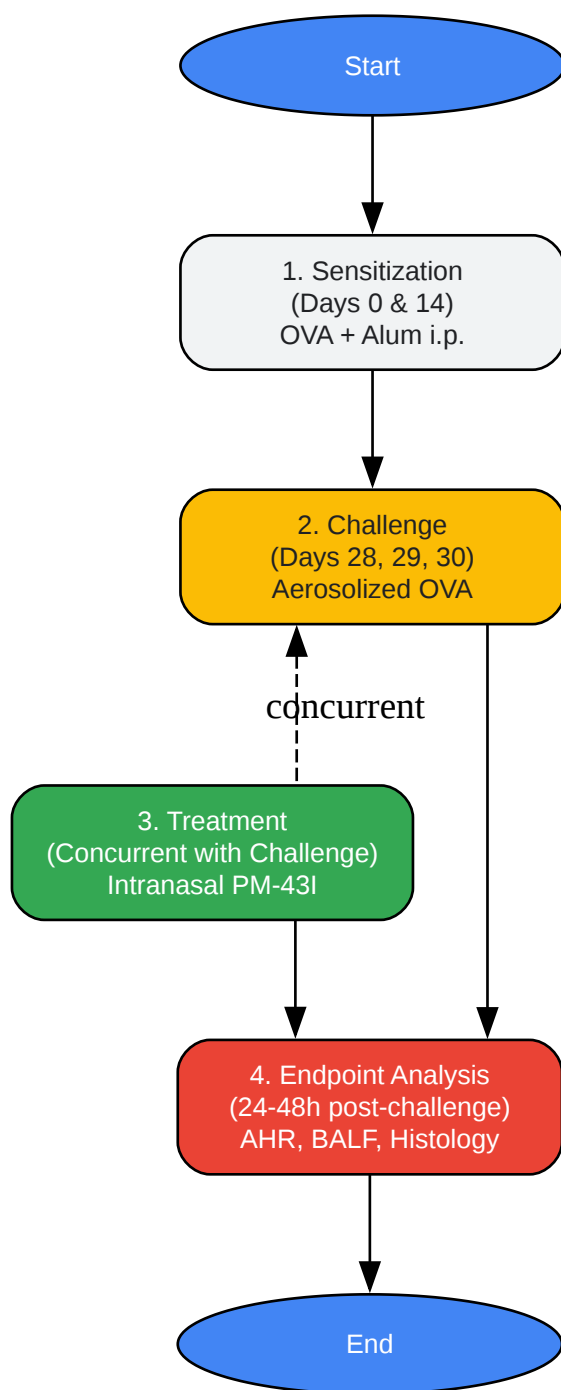 Start
1. Sensitization
(Days 0 & 14)
OVA + Alum i.p.
2. Challenge
(Days 28, 29, 30)
Aerosolized OVA
concurrent
3. Treatment
(Concurrent with Challenge)
Intranasal PM-43I
4. Endpoint Analysis
(24-48h post-challenge)
AHR, BALF, Histology
End